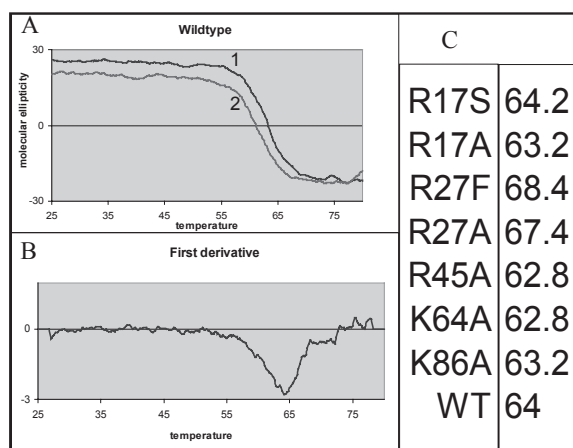 A
Wildtype
30
0
-30
molecular ellipticity
1
2
25 35 45 55 65 75
temperature
B
First derivative
0
-3
25 35 45 55 65 75
temperature
C
R17S 64.2
R17A 63.2
R27F 68.4
R27A 67.4
R45A 62.8
K64A 62.8
K86A 63.2
WT 64